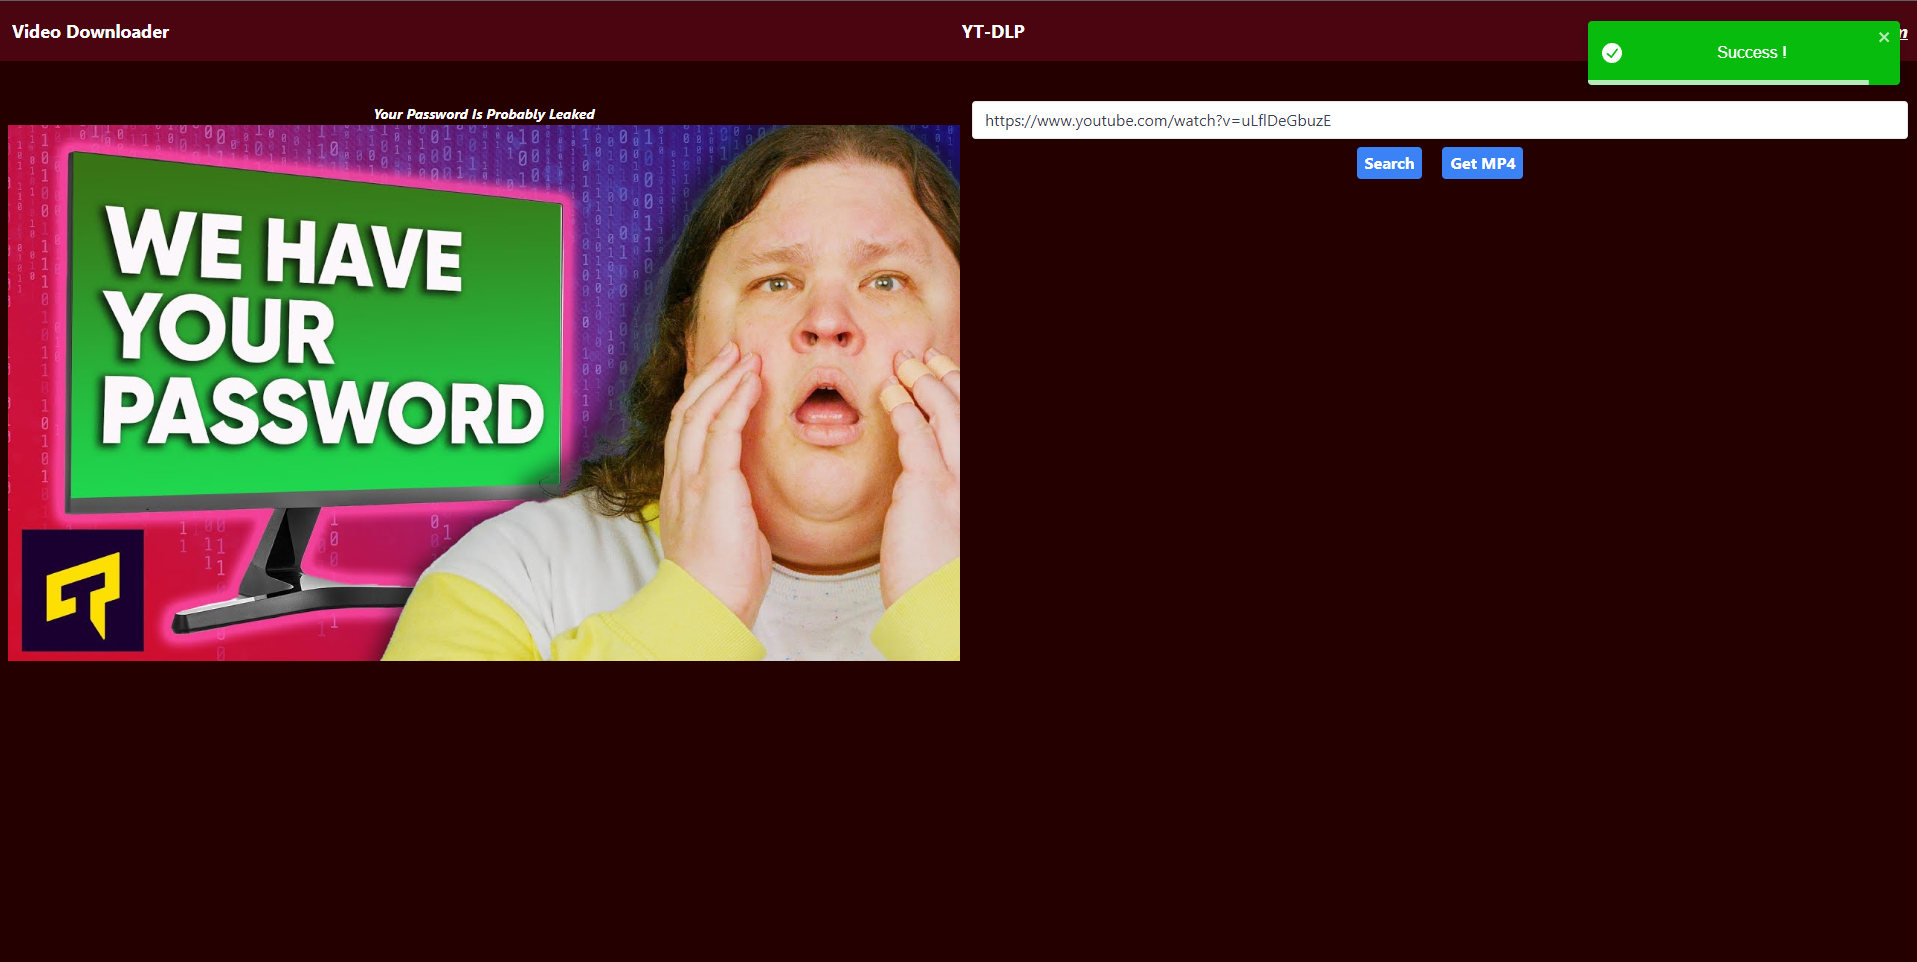 Video Downloader
YT-DLP
Success !
Your Password Is Probably Leaked
https://www.youtube.com/watch?v=uLflDeGbuzE
Search
Get MP4
WE HAVE
YOUR
PASSWORD